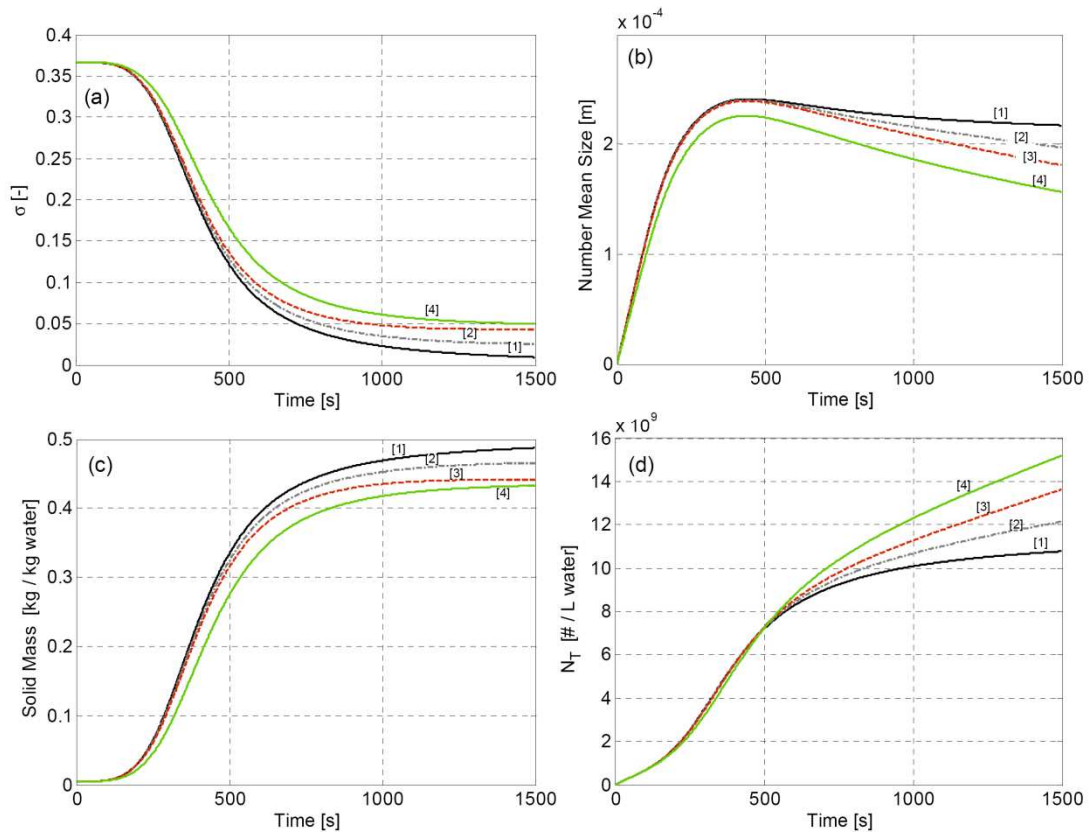 (a)
σ [-]
0.4
0.35
0.3
0.25
0.2
0.15
0.1
0.05
0
[4]
[2]
[1]
0 500 1000 1500
Time [s]
(b)
x 10⁻⁴
Number Mean Size [m]
2
1
0
[1]
[2]
[3]
[4]
0 500 1000 1500
Time [s]
(c)
Solid Mass [kg / kg water]
0.5
0.4
0.3
0.2
0.1
0
[1]
[2]
[3]
[4]
0 500 1000 1500
Time [s]
(d)
x 10⁹
N_T [# / L water]
16
14
12
10
8
6
4
2
0
[4]
[3]
[2]
[1]
0 500 1000 1500
Time [s]